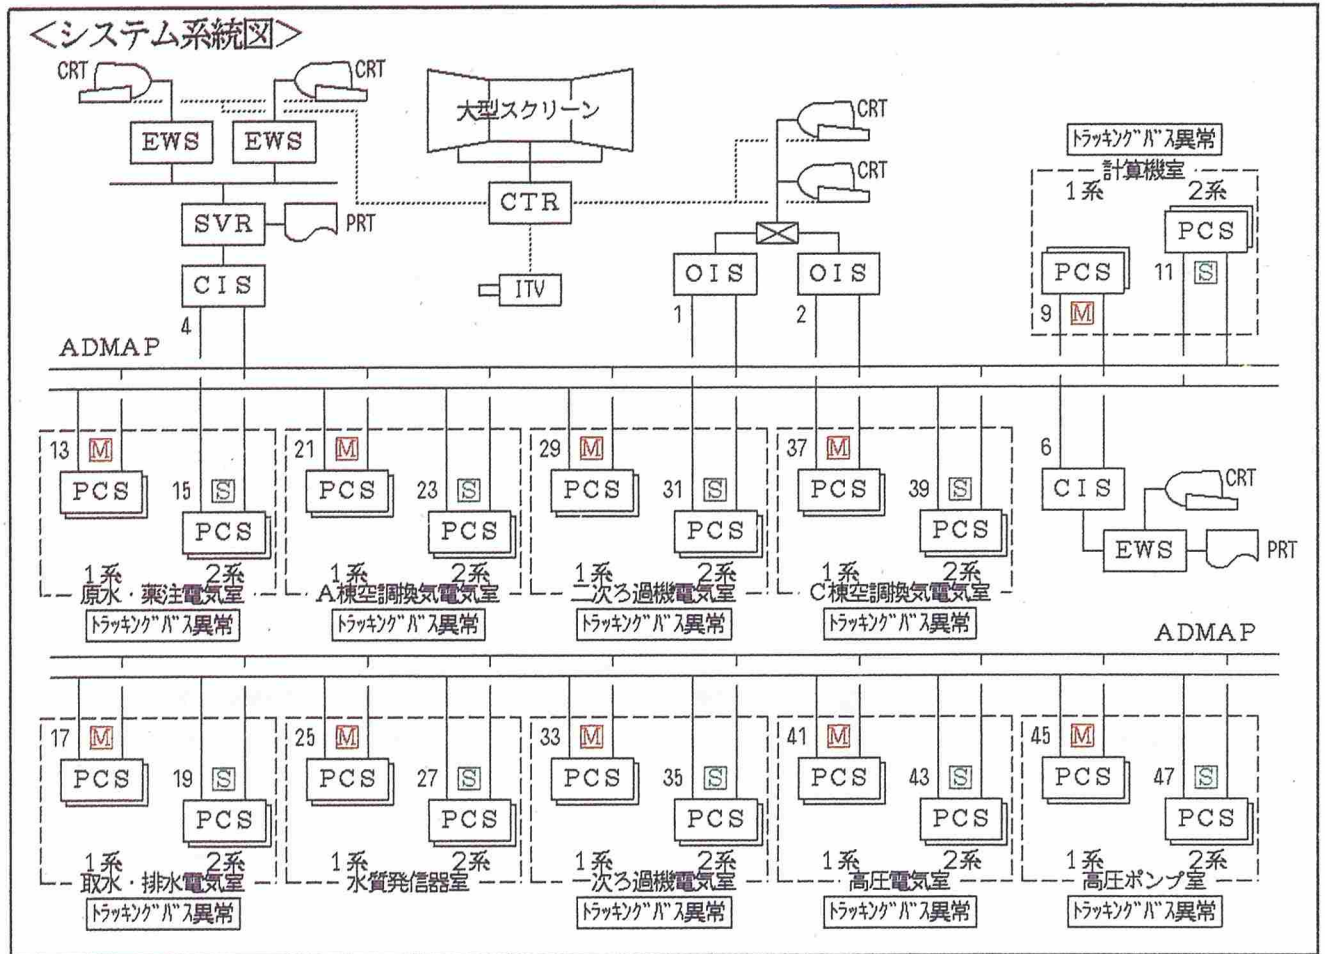 <システム系統図>
CRT CRT
大型スクリーン
CRT
EWS EWS
トラッキングバス異常
計算機室
1系 2系
CRT
CTR
SVR PRT
PCS
OIS OIS
PCS
11 S
CIS
ITV
9 M
4 1 2
ADMAP
13 M 21 M 29 M 37 M 6
PCS 15 S PCS 23 S PCS 31 S PCS 39 S CIS CRT
PCS PCS PCS PCS
EWS PRT
1系 2系 1系 2系 1系 2系 1系 2系
原水・薬注電気室 A棟空調換気電気室 二次ろ過機電気室 C棟空調換気電気室
トラッキングバス異常 トラッキングバス異常 トラッキングバス異常 トラッキングバス異常
ADMAP
17 M 25 M 33 M 41 M 45 M
PCS 19 S PCS 27 S PCS 35 S PCS 43 S PCS 47 S
PCS PCS PCS PCS PCS
1系 2系 1系 2系 1系 2系 1系 2系 1系 2系
取水・排水電気室 水質発信器室 次ろ過機電気室 高圧電気室 高圧ポンプ室
トラッキングバス異常 トラッキングバス異常 トラッキングバス異常 トラッキングバス異常